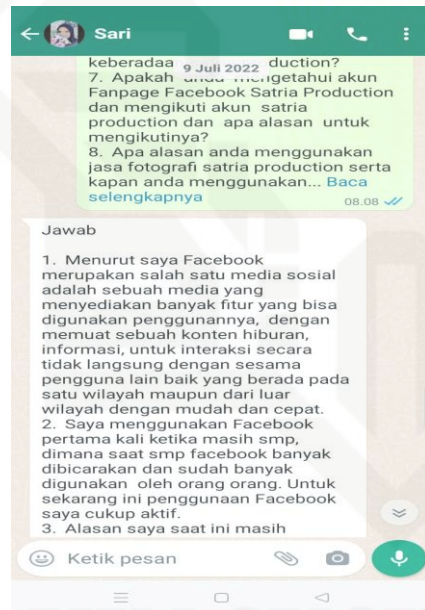 Sari
keberadaa
duction?
9 Juli 2022
7. Apakah anda mengetahui akun
Fanpage Facebook Satria Production
dan mengikuti akun satria
production dan apa alasan untuk
mengikutinya?
8. Apa alasan anda menggunakan
jasa fotografi satria production serta
kapan anda menggunakan... Baca
selengkapnya
08.08
Jawab
1. Menurut saya Facebook
merupakan salah satu media sosial
adalah sebuah media yang
menyediakan banyak fitur yang bisa
digunakan penggunannya, dengan
memuat sebuah konten hiburan,
informasi, untuk interaksi secara
tidak langsung dengan sesama
pengguna lain baik yang berada pada
satu wilayah maupun dari luar
wilayah dengan mudah dan cepat.
2. Saya menggunakan Facebook
pertama kali ketika masih smp,
dimana saat smp facebook banyak
dibicarakan dan sudah banyak
digunakan oleh orang orang. Untuk
sekarang ini penggunaan Facebook
saya cukup aktif.
3. Alasan saya saat ini masih
Ketik pesan